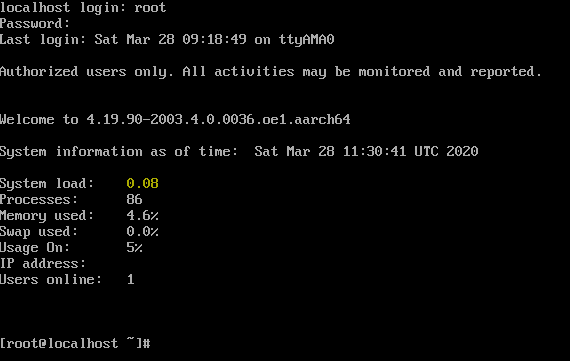 localhost login: root
Password:
Last login: Sat Mar 28 09:18:49 on ttyAMA0
Authorized users only. All activities may be monitored and reported.
Welcome to 4.19.90-2003.4.0.0036.oe1.aarch64
System information as of time:  Sat Mar 28 11:30:41 UTC 2020
System load:    0.08
Processes:      86
Memory used:    4.6%
Swap used:      0.0%
Usage On:       5%
IP address:
Users online:   1
[root@localhost ~]#